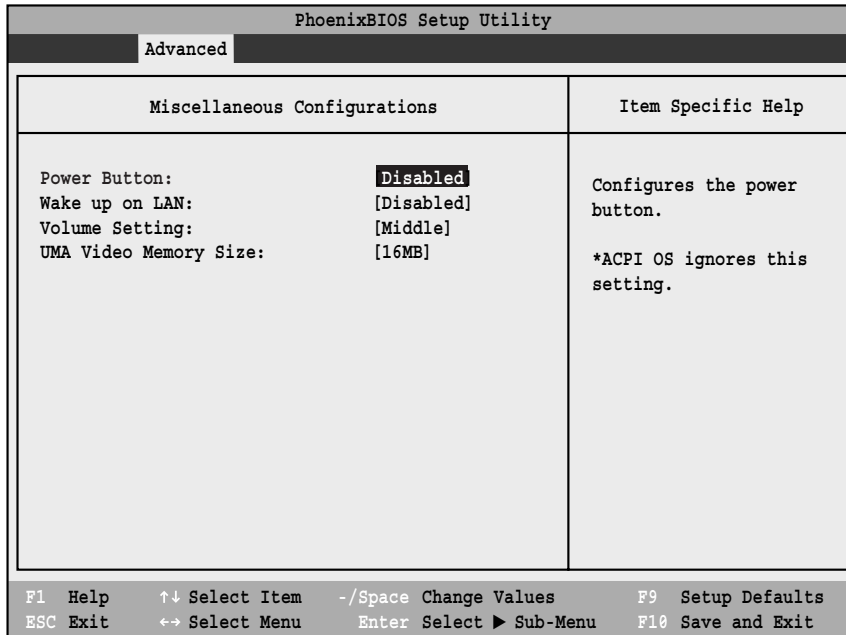 PhoenixBIOS Setup Utility
Advanced
Miscellaneous Configurations
Item Specific Help
Power Button: [Disabled]
Wake up on LAN: [Disabled]
Volume Setting: [Middle]
UMA Video Memory Size: [16MB]
Configures the power
button.
*ACPI OS ignores this
setting.
F1 Help ↑↓ Select Item -/Space Change Values F9 Setup Defaults
ESC Exit ←→ Select Menu Enter Select ▶ Sub-Menu F10 Save and Exit